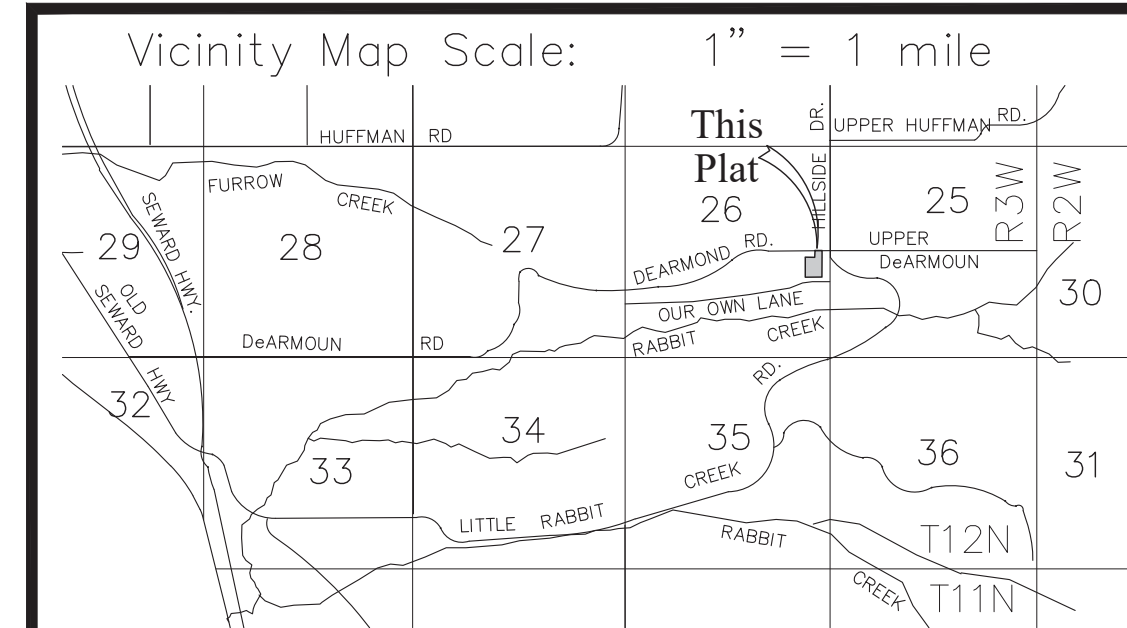 Vicinity Map Scale: 1” = 1 mile
HUFFMAN RD
This
Plat
HILLSIDE DR.
UPPER HUFFMAN RD.
FURROW CREEK
SEWARD HWY.
29
28
27
26
25
R3W
R2W
30
OLD SEWARD HWY
DEARMOND RD.
UPPER
DeARMOUN
OUR OWN LANE
RABBIT CREEK
DeARMOUN RD
RD.
32
33
34
35
36
31
CREEK
LITTLE RABBIT
RABBIT
CREEK
T12N
T11N